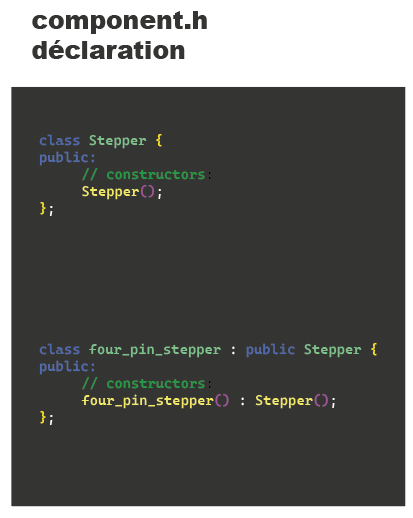 component.h
déclaration
class Stepper {
public:
// constructors:
Stepper();
};
class four_pin_stepper : public Stepper {
public:
// constructors:
four_pin_stepper() : Stepper();
};